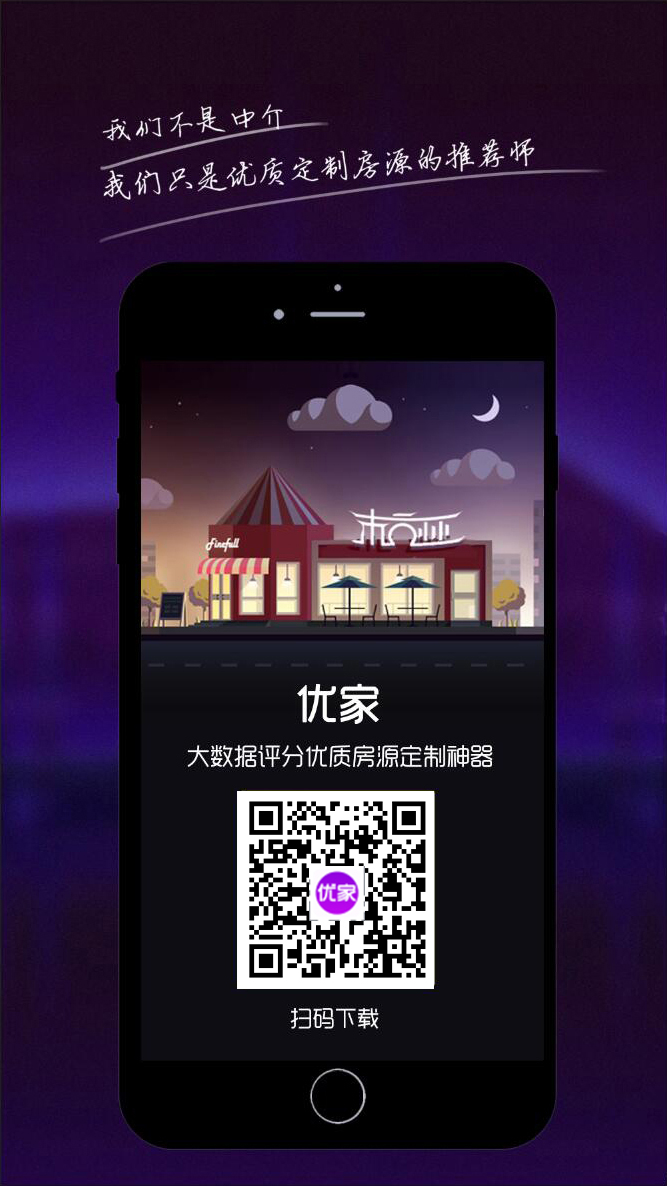 我们不是中介
我们只是优质定制房源的推荐师
Finefull
优家
大数据评分优质房源定制神器
优家
扫码下载